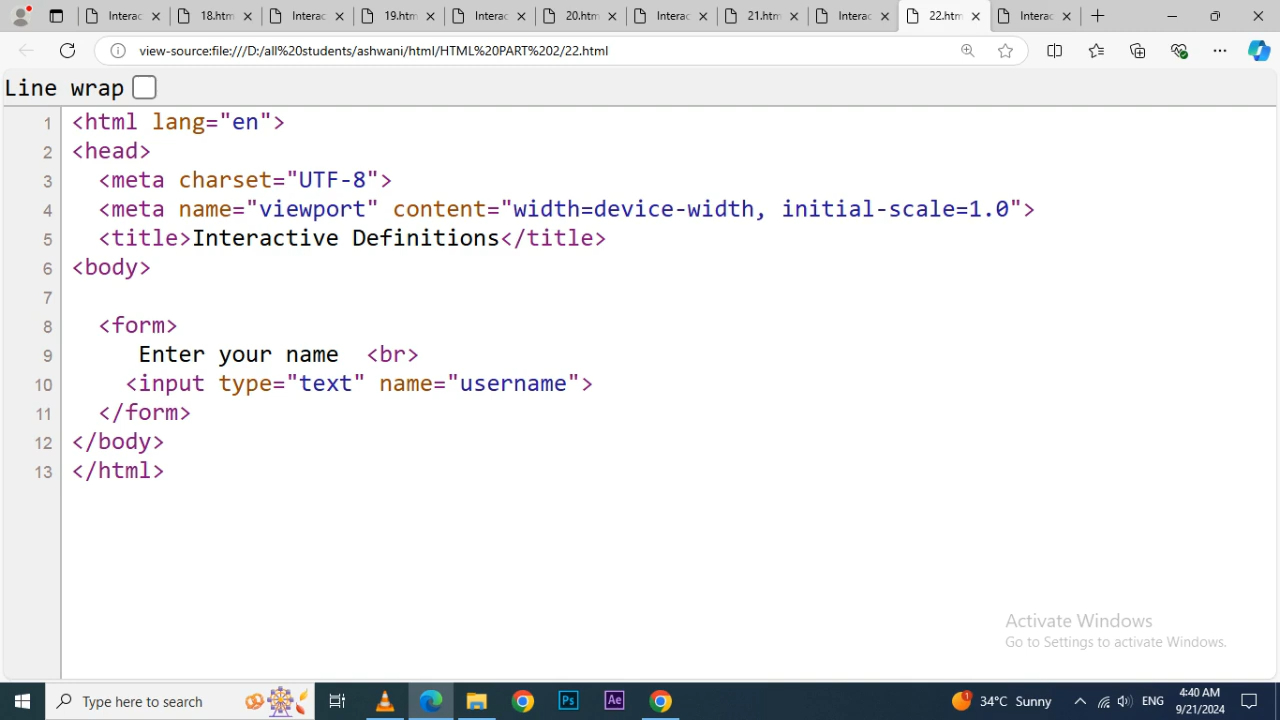 Interac
18.htm
Interac
19.htm
Interac
20.htm
Interac
21.htm
Interac
22.htm
Interac
view-source:file:///D:/all%20students/ashwani/html/HTML%20PART%202/22.html
Line wrap
1 <html lang="en">
2 <head>
3 <meta charset="UTF-8">
4 <meta name="viewport" content="width=device-width, initial-scale=1.0">
5 <title>Interactive Definitions</title>
6 <body>
7
8 <form>
9 Enter your name <br>
10 <input type="text" name="username">
11 </form>
12 </body>
13 </html>
Activate Windows
Go to Settings to activate Windows.
Type here to search
Ps
Ae
1
34°C Sunny
ENG
4:40 AM
9/21/2024